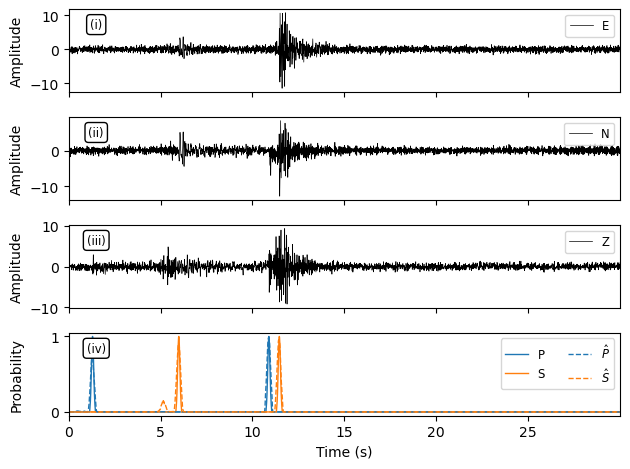 Amplitude
10
0
−10
(i)
E
Amplitude
0
−10
(ii)
N
Amplitude
10
0
−10
(iii)
Z
Probability
1
0
(iv)
P
S
P̂
Ŝ
0 5 10 15 20 25
Time (s)